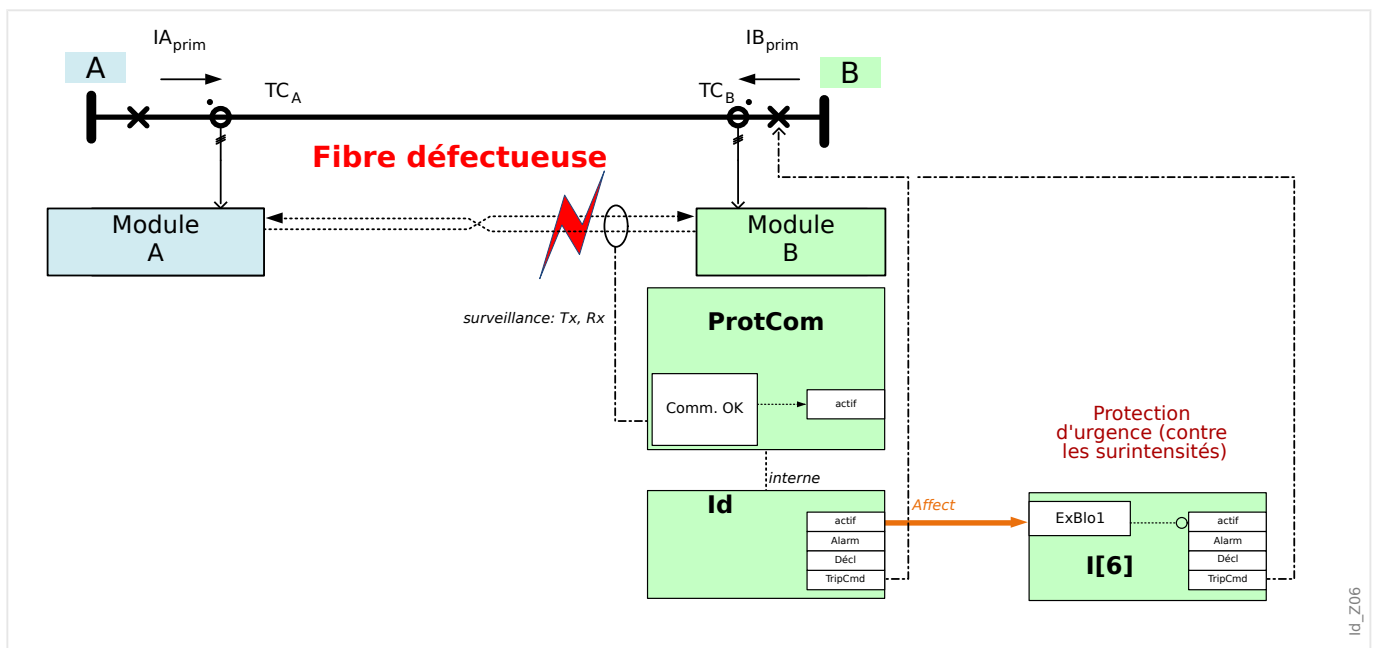 IAprim
IBprim
A
B
TCA
TCB
Fibre défectueuse
Module
A
Module
B
surveillance: Tx, Rx
ProtCom
Comm. OK
actif
interne
Id
actif
Alarm
Décl
TripCmd
Affect
Protection
d'urgence (contre
les surintensités)
ExBlo1
actif
Alarm
Décl
TripCmd
I[6]
Id_Z06